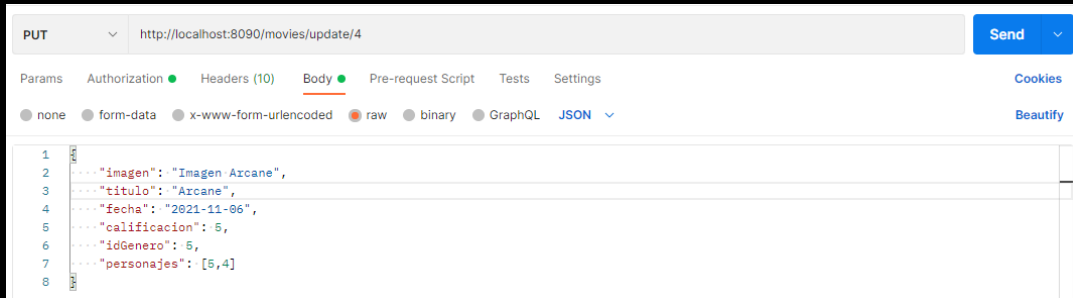 PUT http://localhost:8090/movies/update/4 Send
Params Authorization Headers (10) Body Pre-request Script Tests Settings Cookies
none form-data x-www-form-urlencoded raw binary GraphQL JSON Beautify
1 {
2 "imagen": "Imagen Arcane",
3 "titulo": "Arcane",
4 "fecha": "2021-11-06",
5 "calificacion": 5,
6 "idGenero": 5,
7 "personajes": [5,4]
8 }